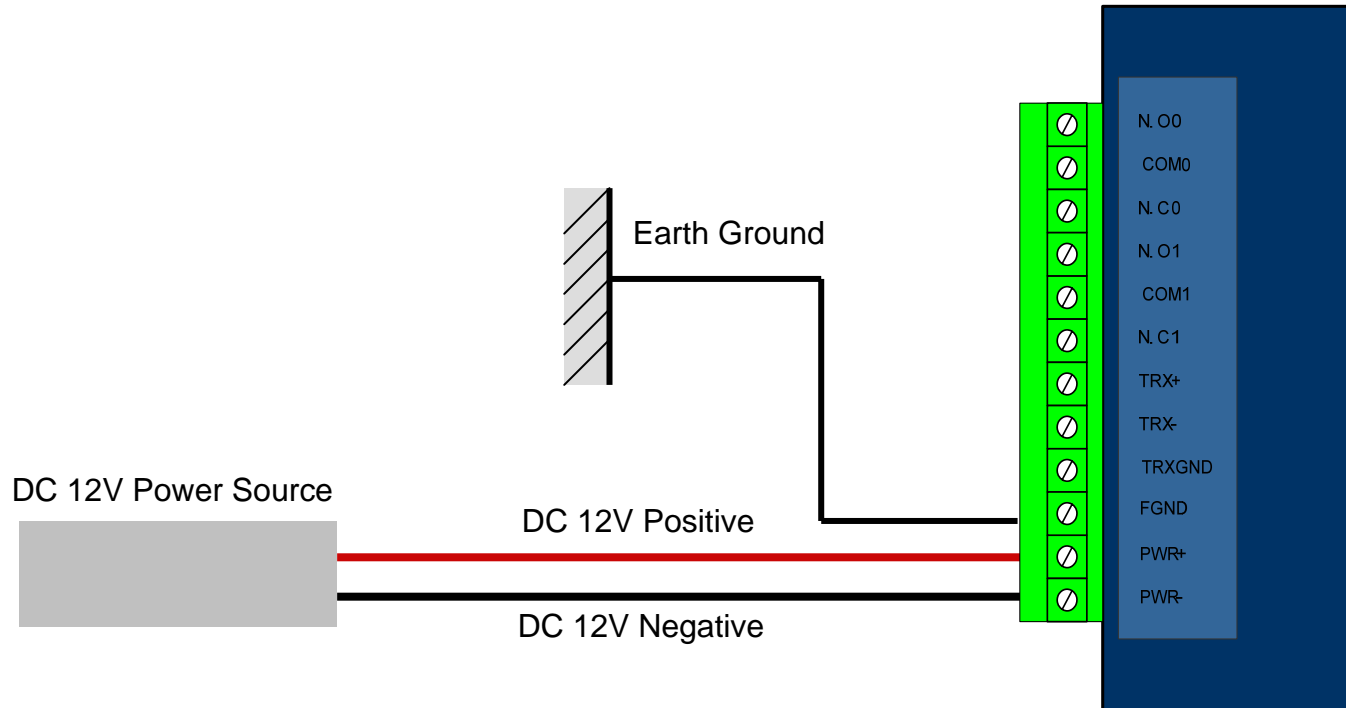 N.O0
COM0
N.C0
Earth Ground
N.O1
COM1
N.C1
TRX+
TRX-
TRXGND
DC 12V Power Source
FGND
DC 12V Positive
PWR+
PWR-
DC 12V Negative